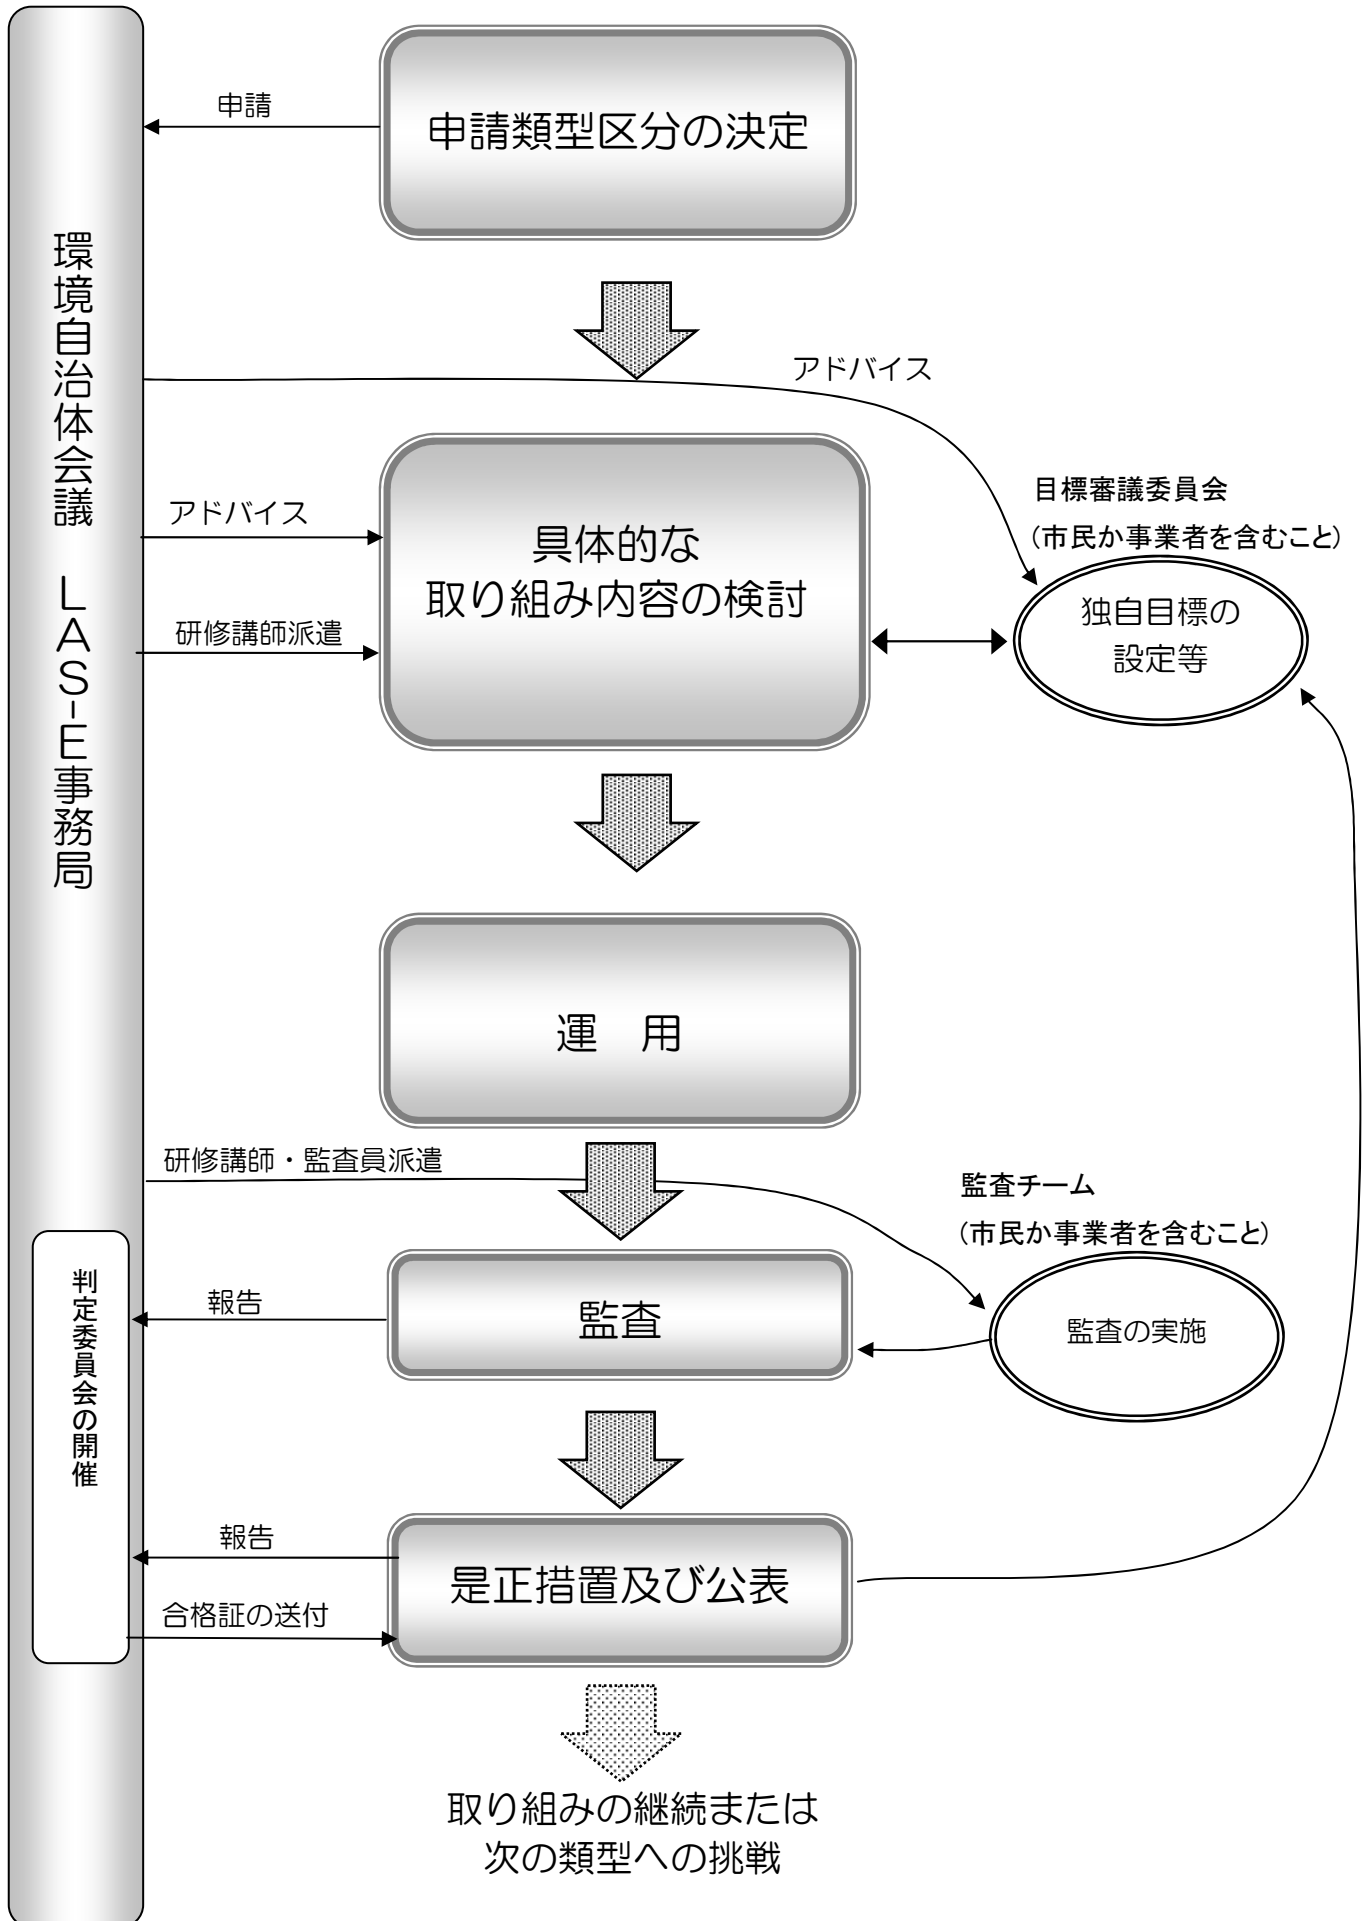 環境自治体会議　ＬＡＳ-Ｅ事務局
申請
申請類型区分の決定
アドバイス
アドバイス
具体的な
取り組み内容の検討
研修講師派遣
目標審議委員会
（市民か事業者を含むこと）
独自目標の
設定等
運　用
研修講師・監査員派遣
監査チーム
（市民か事業者を含むこと）
判定委員会の開催
報告
監査
監査の実施
報告
是正措置及び公表
合格証の送付
取り組みの継続または
次の類型への挑戦